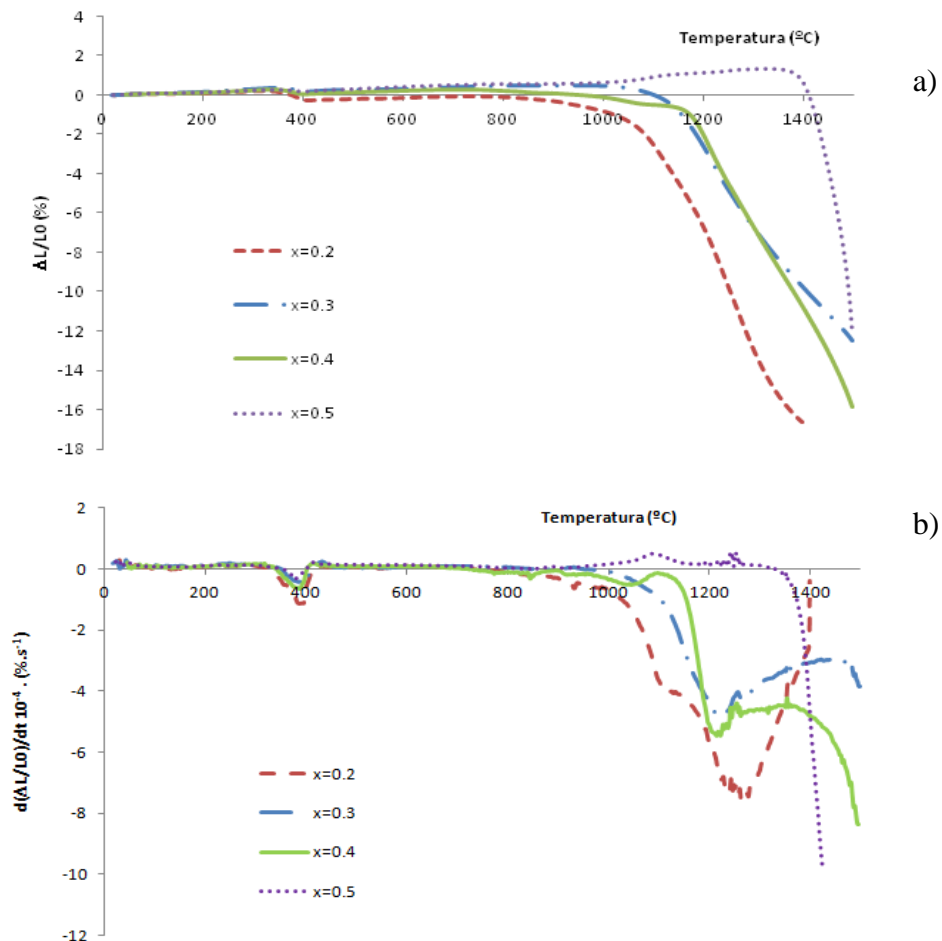 a)
Temperatura (ºC)
4
2
0
-2
-4
-6
-8
-10
-12
-14
-16
-18
0 200 400 600 800 1000 1200 1400
ΔL/L0 (%)
x=0.2
x=0.3
x=0.4
x=0.5
b)
Temperatura (ºC)
2
0
-2
-4
-6
-8
-10
-12
0 200 400 600 800 1000 1200 1400
d(ΔL/L0)/dt 10⁻⁴ . (%.s⁻¹)
x=0.2
x=0.3
x=0.4
x=0.5